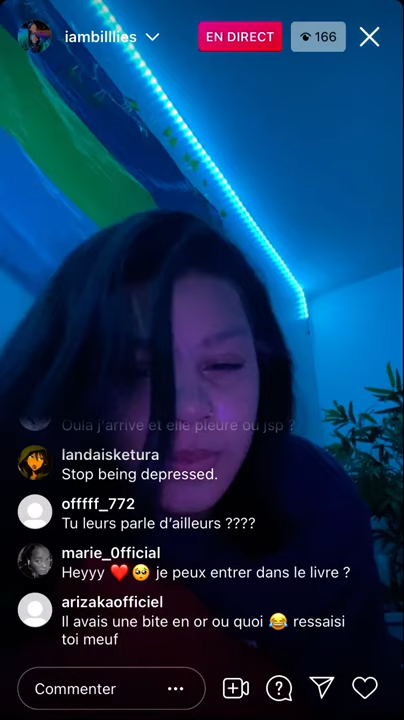 iambilllies
EN DIRECT
166
Oula j'arrive et elle pleure ou jsp ?
landaisketura
Stop being depressed.
offfff_772
Tu leurs parle d'ailleurs ????
marie_0fficial
Heyyy ❤️🥺 je peux entrer dans le livre ?
arizakaofficiel
Il avais une bite en or ou quoi 😂 ressaisi
toi meuf
Commenter